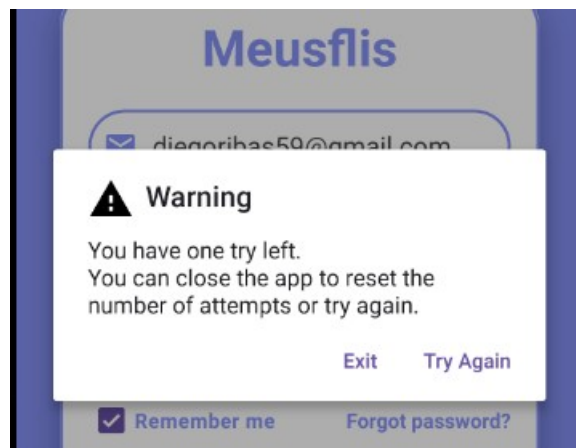 Meusflis
diegoribas59@gmail.com
Warning
You have one try left.
You can close the app to reset the
number of attempts or try again.
Exit Try Again
Remember me Forgot password?